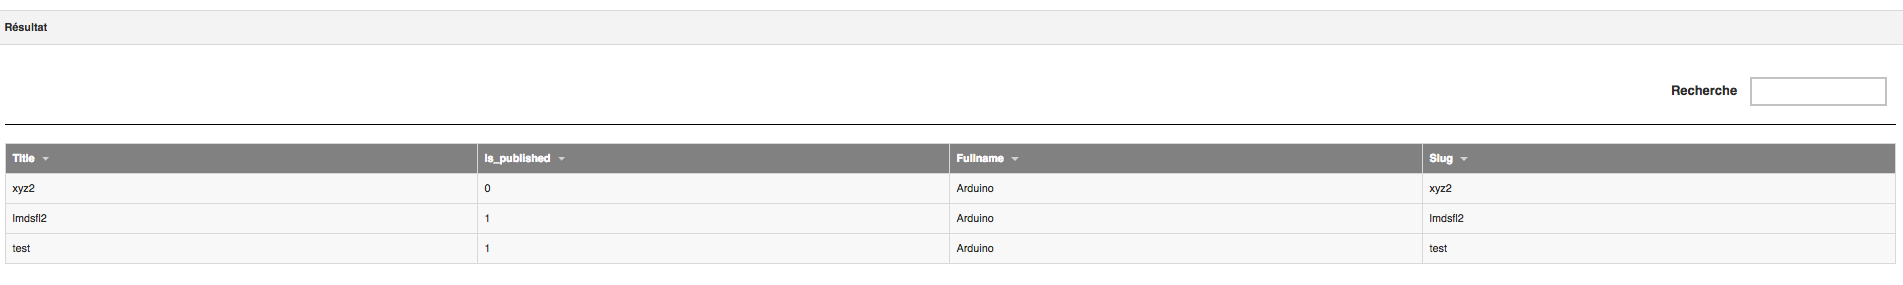 Résultat
Recherche
Title is_published Fullname Slug
xyz2 0 Arduino xyz2
lmdsfl2 1 Arduino lmdsfl2
test 1 Arduino test